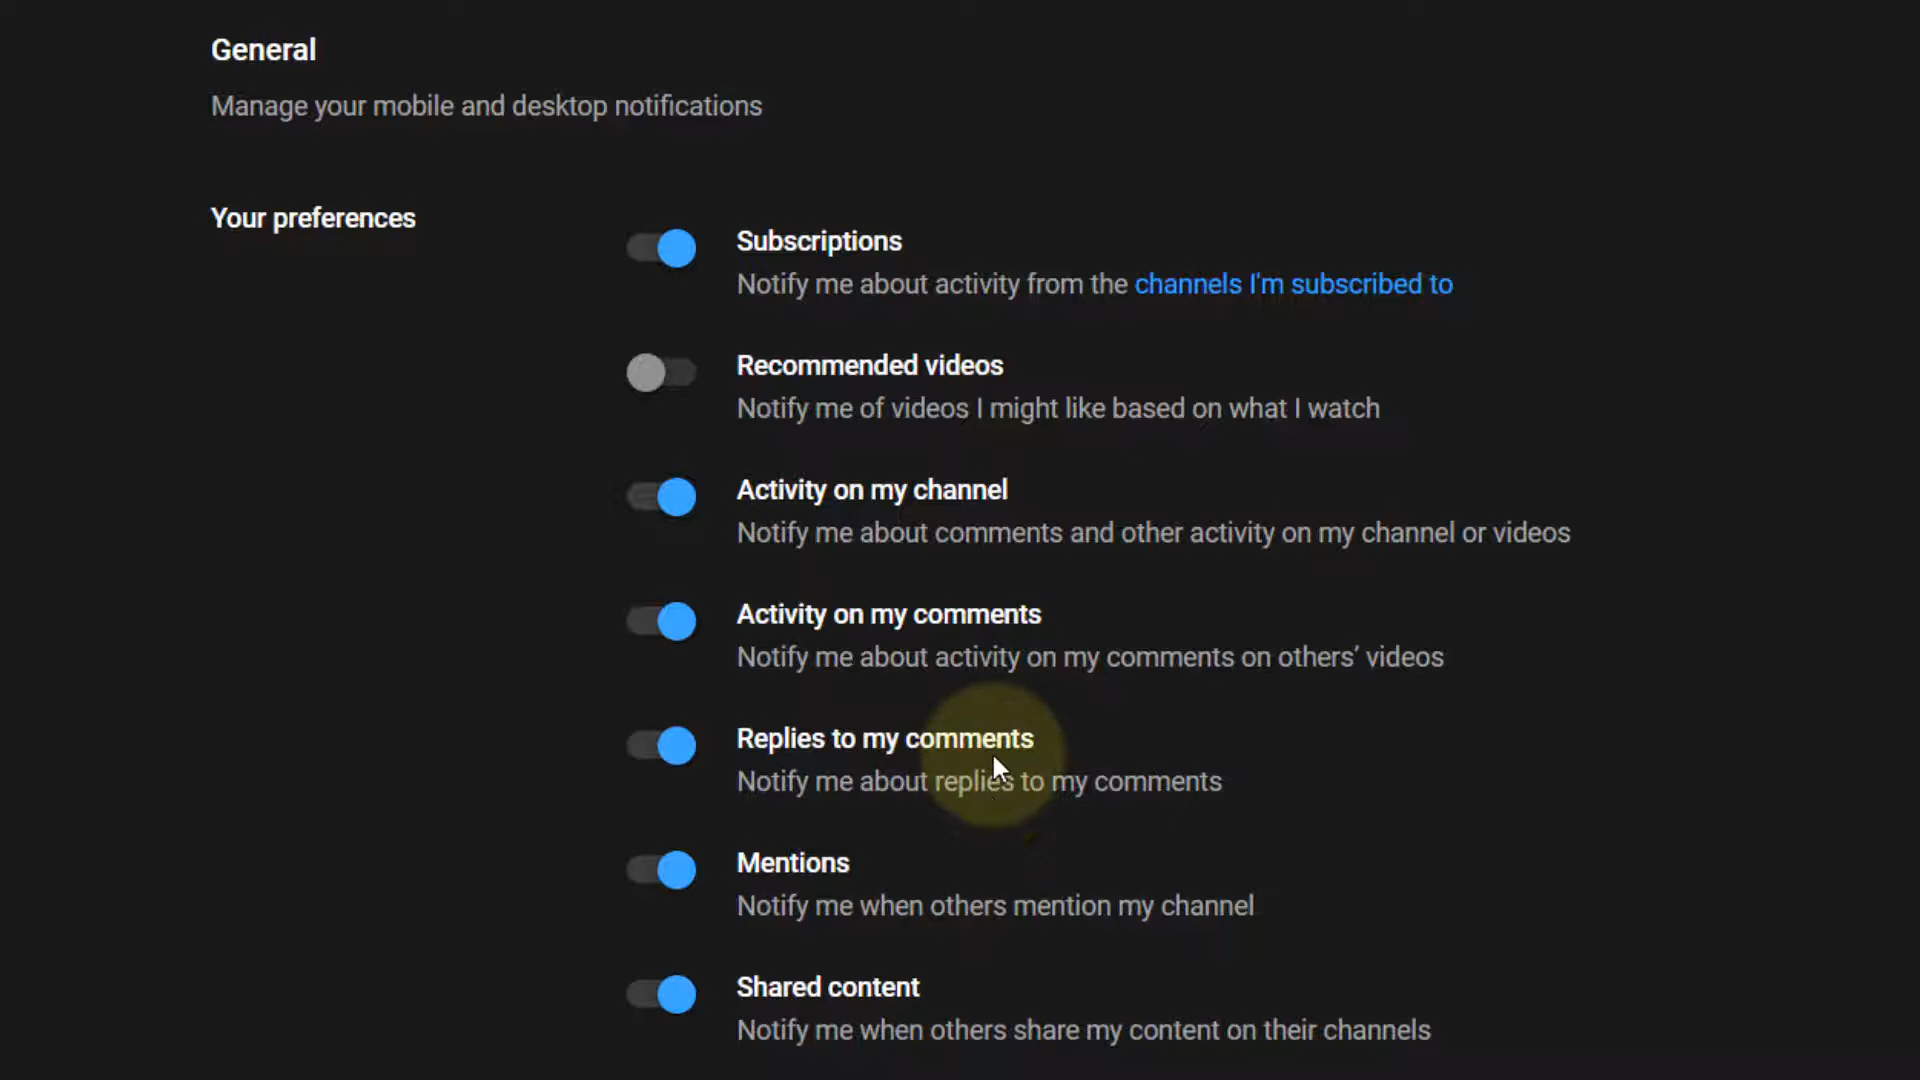 General
Manage your mobile and desktop notifications
Your preferences
Subscriptions
Notify me about activity from the channels I'm subscribed to
Recommended videos
Notify me of videos I might like based on what I watch
Activity on my channel
Notify me about comments and other activity on my channel or videos
Activity on my comments
Notify me about activity on my comments on others’ videos
Replies to my comments
Notify me about replies to my comments
Mentions
Notify me when others mention my channel
Shared content
Notify me when others share my content on their channels